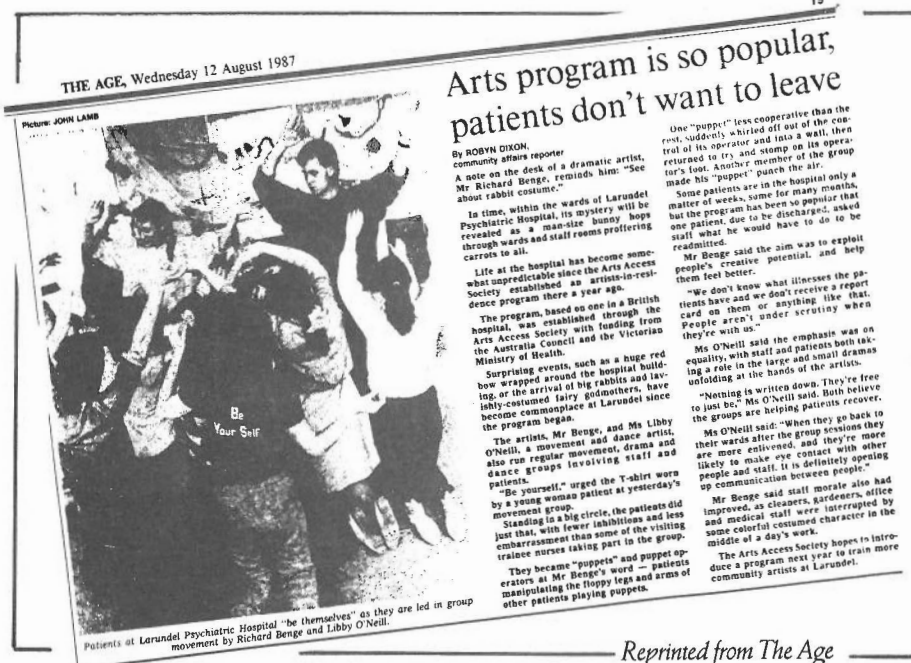 19
THE AGE, Wednesday 12 August 1987
Picture: JOHN LAMB
Be
Your Self
Patients at Larundel Psychiatric Hospital "be themselves" as they are led in group
movement by Richard Benge and Libby O'Neill.
Arts program is so popular,
patients don't want to leave
By ROBYN DIXON,
community affairs reporter
A note on the desk of a dramatic artist,
Mr Richard Benge, reminds him: "See
about rabbit costume."
In time, within the wards of Larundel
Psychiatric Hospital, its mystery will be
revealed as a man-size bunny hops
through wards and staff rooms proffering
carrots to all.
Life at the hospital has become some-
what unpredictable since the Arts Access
Society established an artists-in-resi-
dence program there a year ago.
The program, based on one in a British
hospital, was established through the
Arts Access Society with funding from
the Australia Council and the Victorian
Ministry of Health.
Surprising events, such as a huge red
bow wrapped around the hospital build-
ing, or the arrival of big rabbits and lav-
ishly-costumed fairy godmothers, have
become commonplace at Larundel since
the program began.
The artists, Mr Benge, and Ms Libby
O'Neill, a movement and dance artist,
also run regular movement, drama and
dance groups involving staff and
patients.
"Be yourself," urged the T-shirt worn
by a young woman patient at yesterday's
movement group.
Standing in a big circle, the patients did
just that, with fewer inhibitions and less
embarrassment than some of the visiting
trainee nurses taking part in the group.
They became "puppets" and puppet op-
erators at Mr Benge's word — patients
manipulating the floppy legs and arms of
other patients playing puppets.
One "puppet" less cooperative than the
rest, suddenly whirled off out of the con-
trol of its operator and into a wall, then
returned to try and stomp on its opera-
tor's foot. Another member of the group
made his "puppet" punch the air.
Some patients are in the hospital only a
matter of weeks, some for many months,
but the program has been so popular that
one patient, due to be discharged, asked
staff what he would have to do to be
readmitted.
Mr Benge said the aim was to exploit
people's creative potential, and help
them feel better.
"We don't know what illnesses the pa-
tients have and we don't receive a report
card on them or anything like that.
People aren't under scrutiny when
they're with us."
Ms O'Neill said the emphasis was on
equality, with staff and patients both tak-
ing a role in the large and small dramas
unfolding at the hands of the artists.
"Nothing is written down. They're free
to just be," Ms O'Neill said. Both believe
the groups are helping patients recover.
Ms O'Neill said: "When they go back to
their wards after the group sessions they
are more enlivened, and they're more
likely to make eye contact with other
people and staff. It is definitely opening
up communication between people."
Mr Benge said staff morale also had
improved, as cleaners, gardeners, office
and medical staff were interrupted by
some colorful costumed character in the
middle of a day's work.
The Arts Access Society hopes to intro-
duce a program next year to train more
community artists at Larundel.
Reprinted from The Age